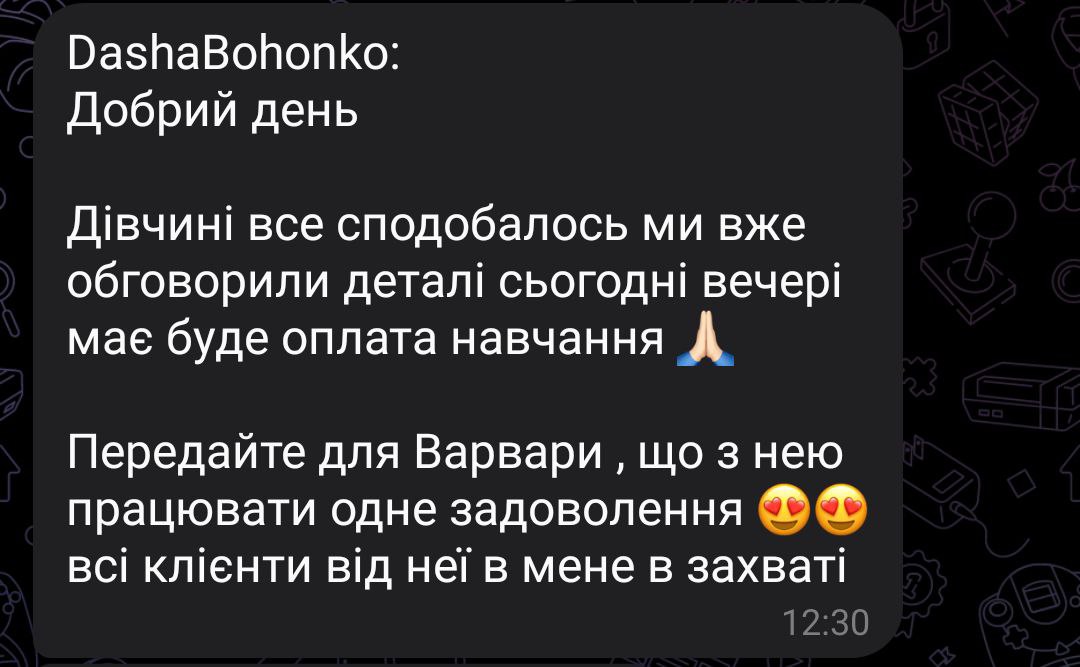 DashaBohonko:
Добрий день
Дівчині все сподобалось ми вже
обговорили деталі сьогодні вечері
має буде оплата навчання 🙏🏻
Передайте для Варвари , що з нею
працювати одне задоволення 😍😍
всі клієнти від неї в мене в захваті
12:30